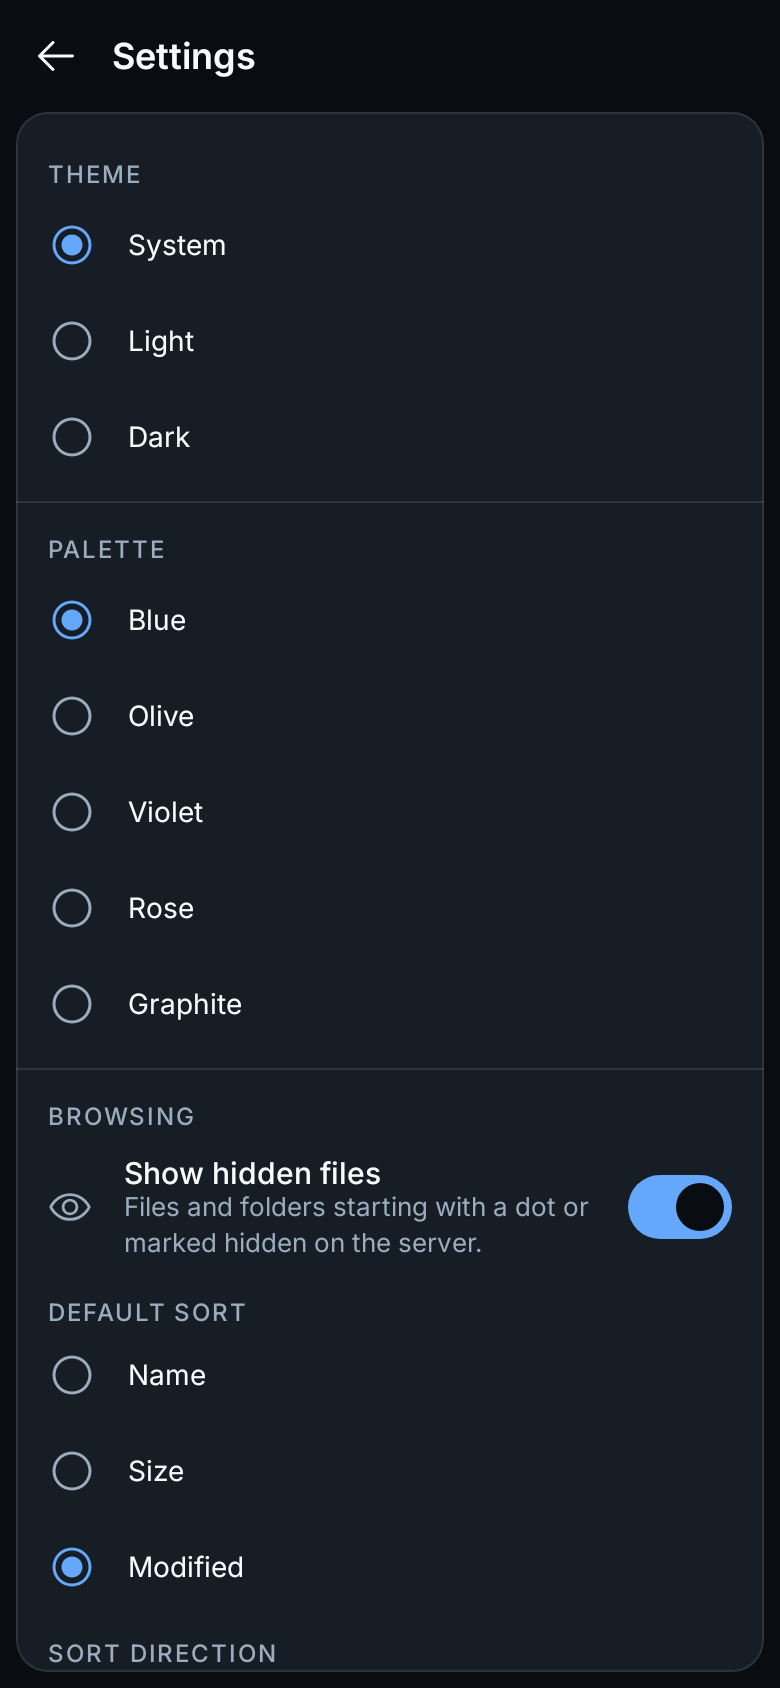 Settings
THEME
System
Light
Dark
PALETTE
Blue
Olive
Violet
Rose
Graphite
BROWSING
Show hidden files
Files and folders starting with a dot or
marked hidden on the server.
DEFAULT SORT
Name
Size
Modified
SORT DIRECTION